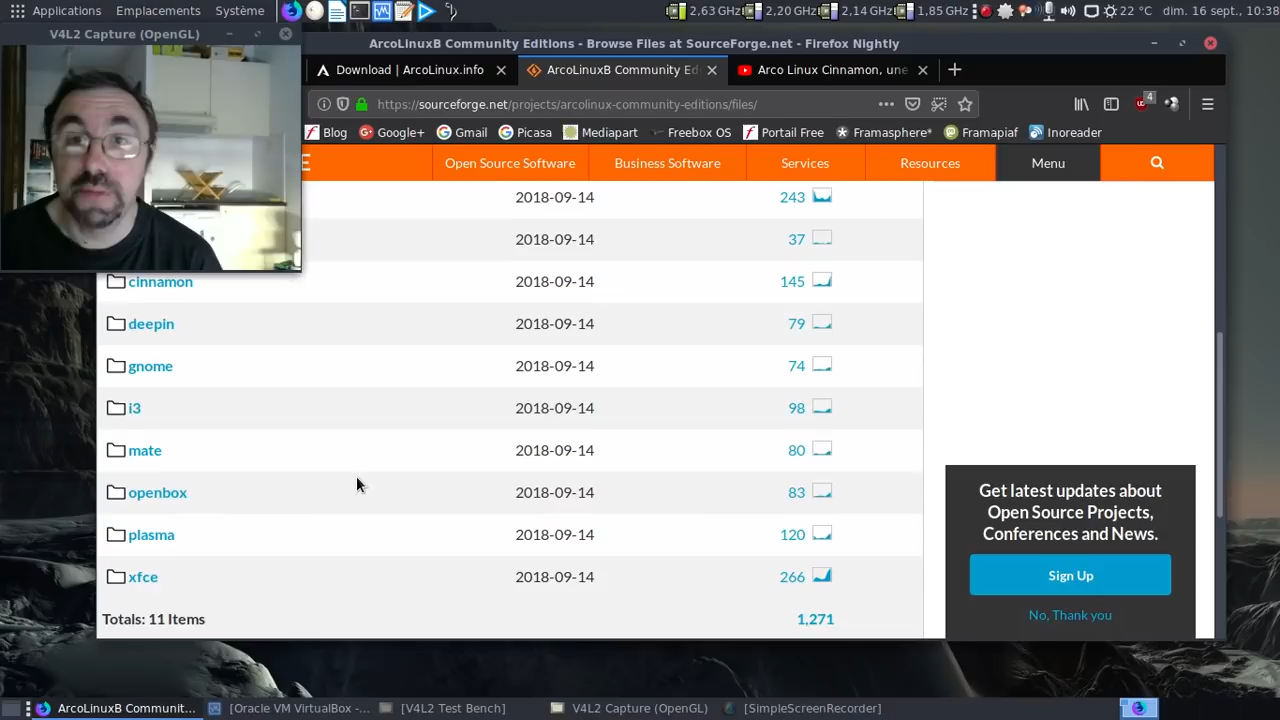 Applications Emplacements Système 2,63 GHz 2,20 GHz 2,14 GHz 1,85 GHz 22 °C dim. 16 sept., 10:38
V4L2 Capture (OpenGL)
ArcoLinuxB Community Editions - Browse Files at SourceForge.net - Firefox Nightly
Download | ArcoLinux.info ArcoLinuxB Community Ed Arco Linux Cinnamon, une
https://sourceforge.net/projects/arcolinux-community-editions/files/ 4
Blog Google+ Gmail Picasa Mediapart Freebox OS Portail Free Framasphère* Framapiaf Inoreader
E Open Source Software Business Software Services Resources Menu
2018-09-14 243
2018-09-14 37
cinnamon 2018-09-14 145
deepin 2018-09-14 79
gnome 2018-09-14 74
i3 2018-09-14 98
mate 2018-09-14 80
openbox 2018-09-14 83
plasma 2018-09-14 120
xfce 2018-09-14 266
Totals: 11 Items 1,271
Get latest updates about
Open Source Projects,
Conferences and News.
Sign Up
No, Thank you
ArcoLinuxB Communit... [Oracle VM VirtualBox -... [V4L2 Test Bench] V4L2 Capture (OpenGL) [SimpleScreenRecorder]